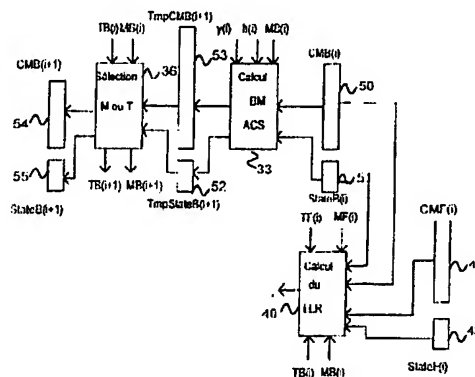 TmpCMB(i+1)
TB(i) MB(i)
53
y(i) h(i) MB(i)
CMB(i+1)
CMB(i)
Sélection
36
Calcul
50
M ou T
BM
ACS
54
33
55
52
51
TB(i+1) MB(i+1)
StateB(i+1)
TmpStateB(i+1)
StateB(i)
TF(i) MF(i)
CMF(i)
Calcul
du
LLR
40
TB(i) MB(i)
StateF(i)